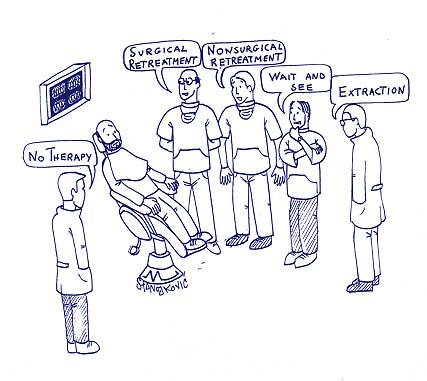 SURGICAL
RETREATMENT
NONSURGICAL
RETREATMENT
WAIT AND
SEE
EXTRACTION
NO THERAPY
STANOJKOVIC